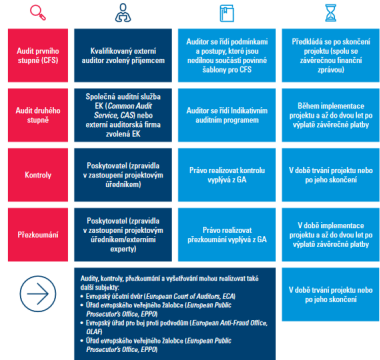 Audit prvního
stupně (CFS)
Kvalifikovaný externí
auditor zvolený příjemcem
Auditor se řídí podmínkami
a postupy, které jsou
nedílnou součástí povinné
šablony pro CFS
Předkládá se po skončení
projektu (spolu se
závěrečnou finanční
zprávou)
Audit druhého
stupně
Společná auditní služba
EK (Common Audit
Service, CAS) nebo
externí auditorská firma
zvolená EK
Auditor se řídí Indikativním
auditním programem
Během implementace
projektu a až do dvou let po
výplatě závěrečné platby
Kontroly
Poskytovatel (zpravidla
v zastoupení projektovým
úředníkem)
Právo realizovat kontrolu
vyplývá z GA
V době trvání projektu nebo
po jeho skončení
Přezkoumání
Poskytovatel (zpravidla
v zastoupení projektovým
úředníkem/externími
experty)
Právo realizovat
přezkoumání vyplývá z GA
V době implementace
projektu a až do dvou let po
výplatě závěrečné platby
Audity, kontroly, přezkoumání a vyšetřování mohou realizovat také
další subjekty:
• Evropský účetní dvůr (European Court of Auditors, ECA)
• Úřad evropského veřejného žalobce (European Public
Prosecutor's Office, EPPO)
• Evropský úřad pro boj proti podvodům (European Anti-Fraud Office,
OLAF)
• Úřad evropského veřejného žalobce (European Public
Prosecutor's Office, EPPO)
V době trvání projektu nebo
po jeho skončení